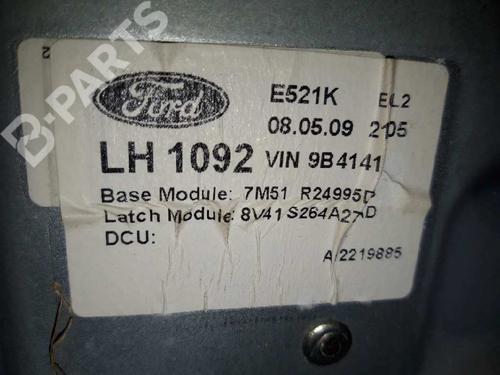 B-PARTS
2
Ford
E521K EL2
08.05.09 2105
LH 1092 VIN 9B4141
Base Module: 7M51 R24995D
Latch Module: 8V41 S264A27D
DCU:
A2219885